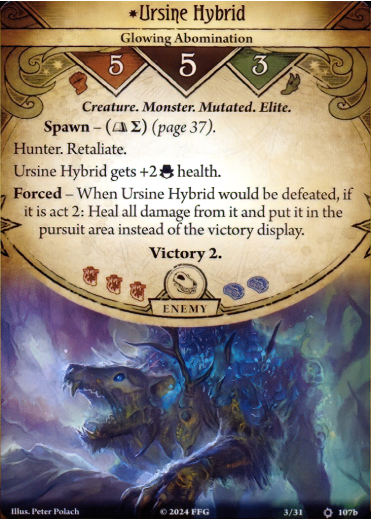 *Ursine Hybrid
Glowing Abomination
5 5 3
Creature. Monster. Mutated. Elite.
Spawn – (Σ) (page 37).
Hunter. Retaliate.
Ursine Hybrid gets +2 health.
Forced – When Ursine Hybrid would be defeated, if
it is act 2: Heal all damage from it and put it in the
pursuit area instead of the victory display.
Victory 2.
ENEMY
Illus. Peter Polach © 2024 FFG 3/31 107b